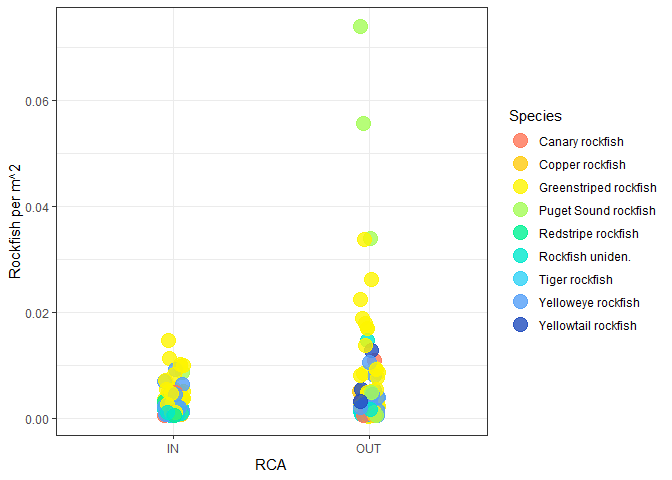 Rockfish per m^2
0.06
0.04
0.02
0.00
IN
OUT
RCA
Species
Canary rockfish
Copper rockfish
Greenstriped rockfish
Puget Sound rockfish
Redstripe rockfish
Rockfish uniden.
Tiger rockfish
Yelloweye rockfish
Yellowtail rockfish